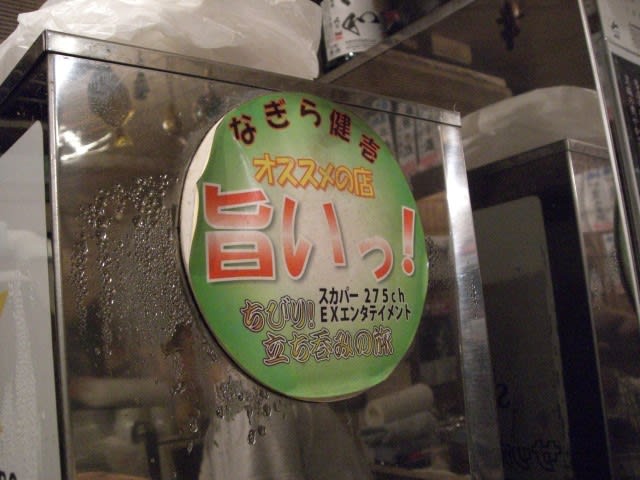 なぎら健壱
オススメの店
旨いっ!
スカパー 275ch
EXエンタテイメント
ちびり!
立ち呑みの旅